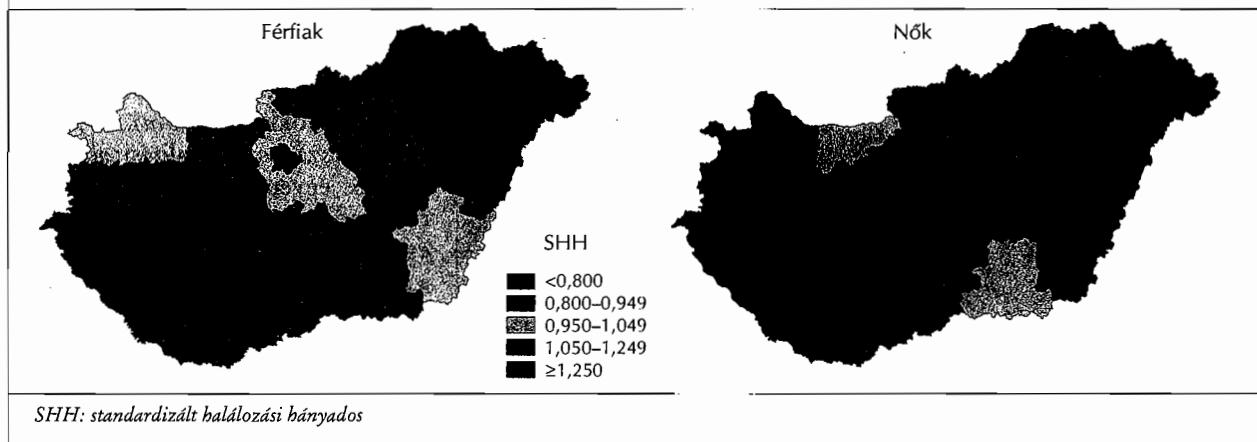 Férfiak
Nők
SHH
<0,800
0,800–0,949
0,950–1,049
1,050–1,249
≥1,250
SHH: standardizált halálozási hányados